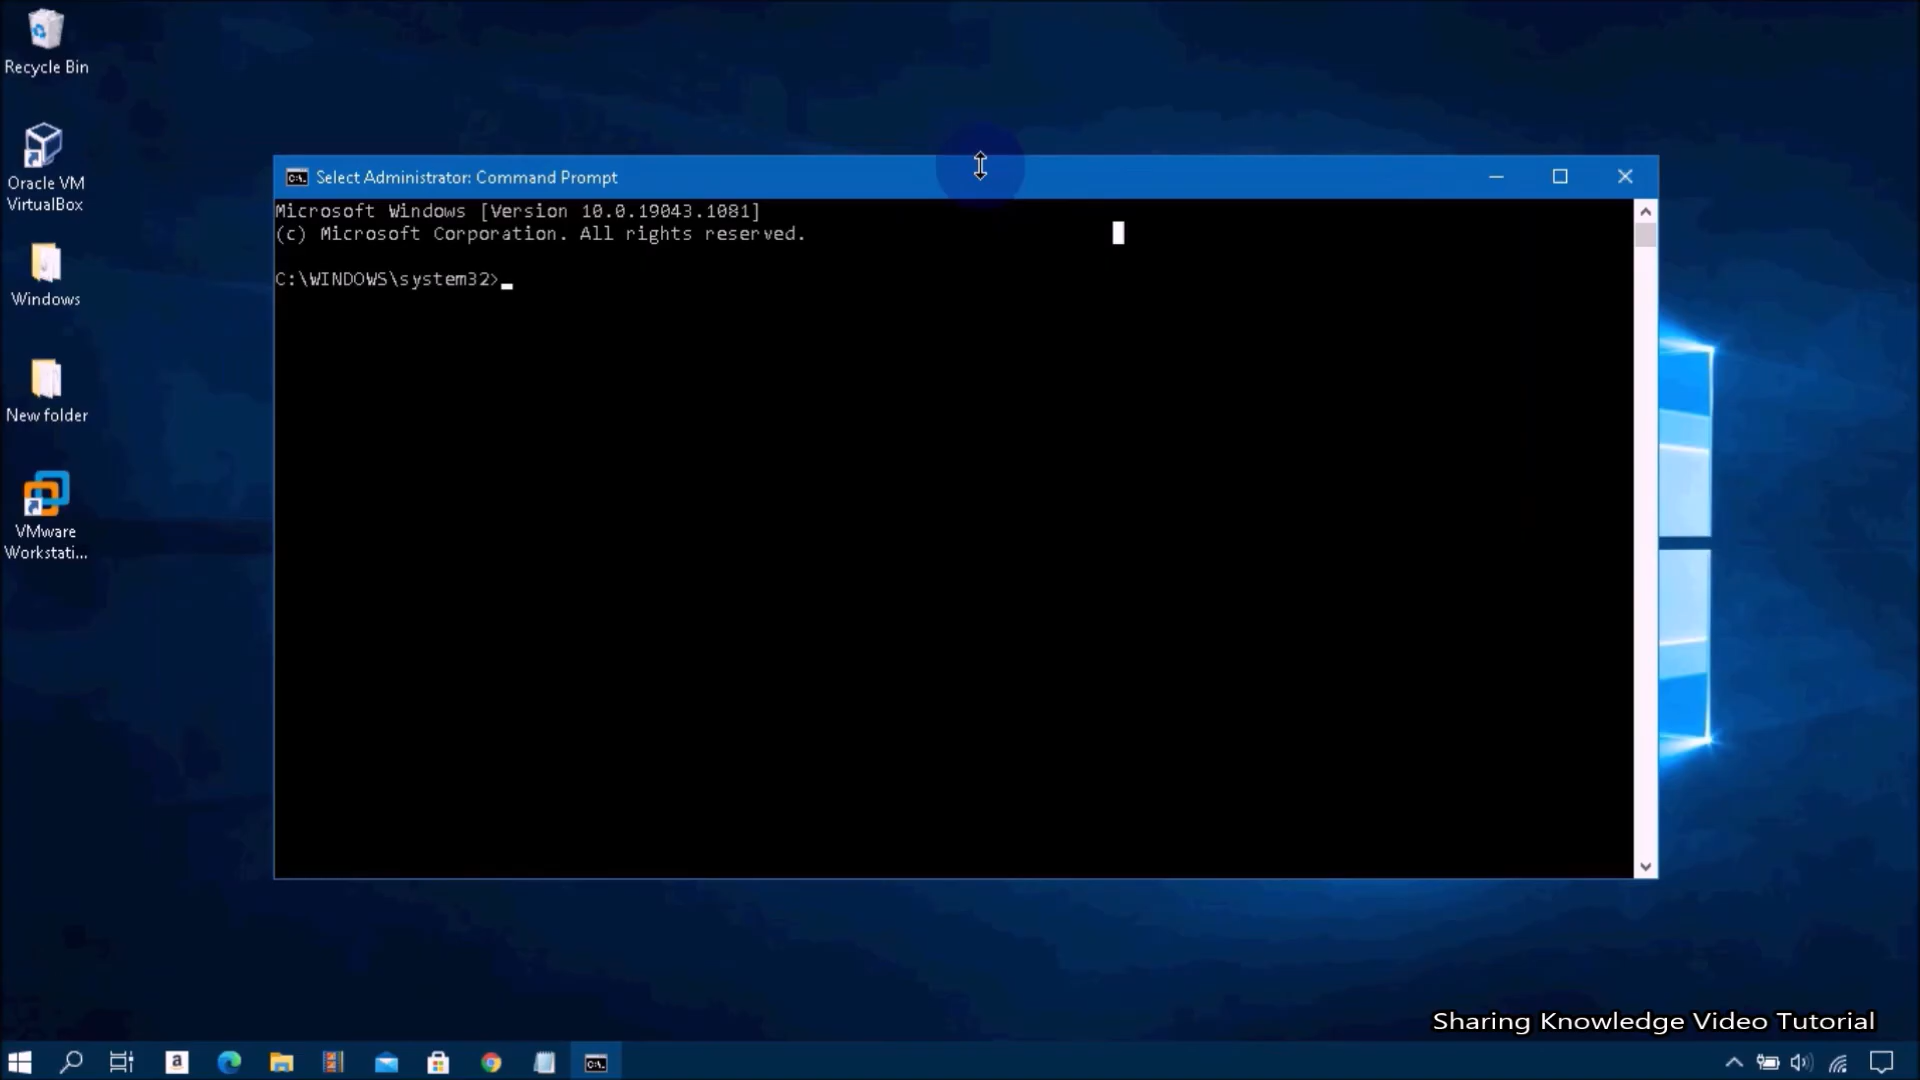 Recycle Bin
Oracle VM
VirtualBox
Windows
New folder
VMware
Workstati...
Select Administrator: Command Prompt
Microsoft Windows [Version 10.0.19043.1081]
(c) Microsoft Corporation. All rights reserved.
C:\WINDOWS\system32>
Sharing Knowledge Video Tutorial